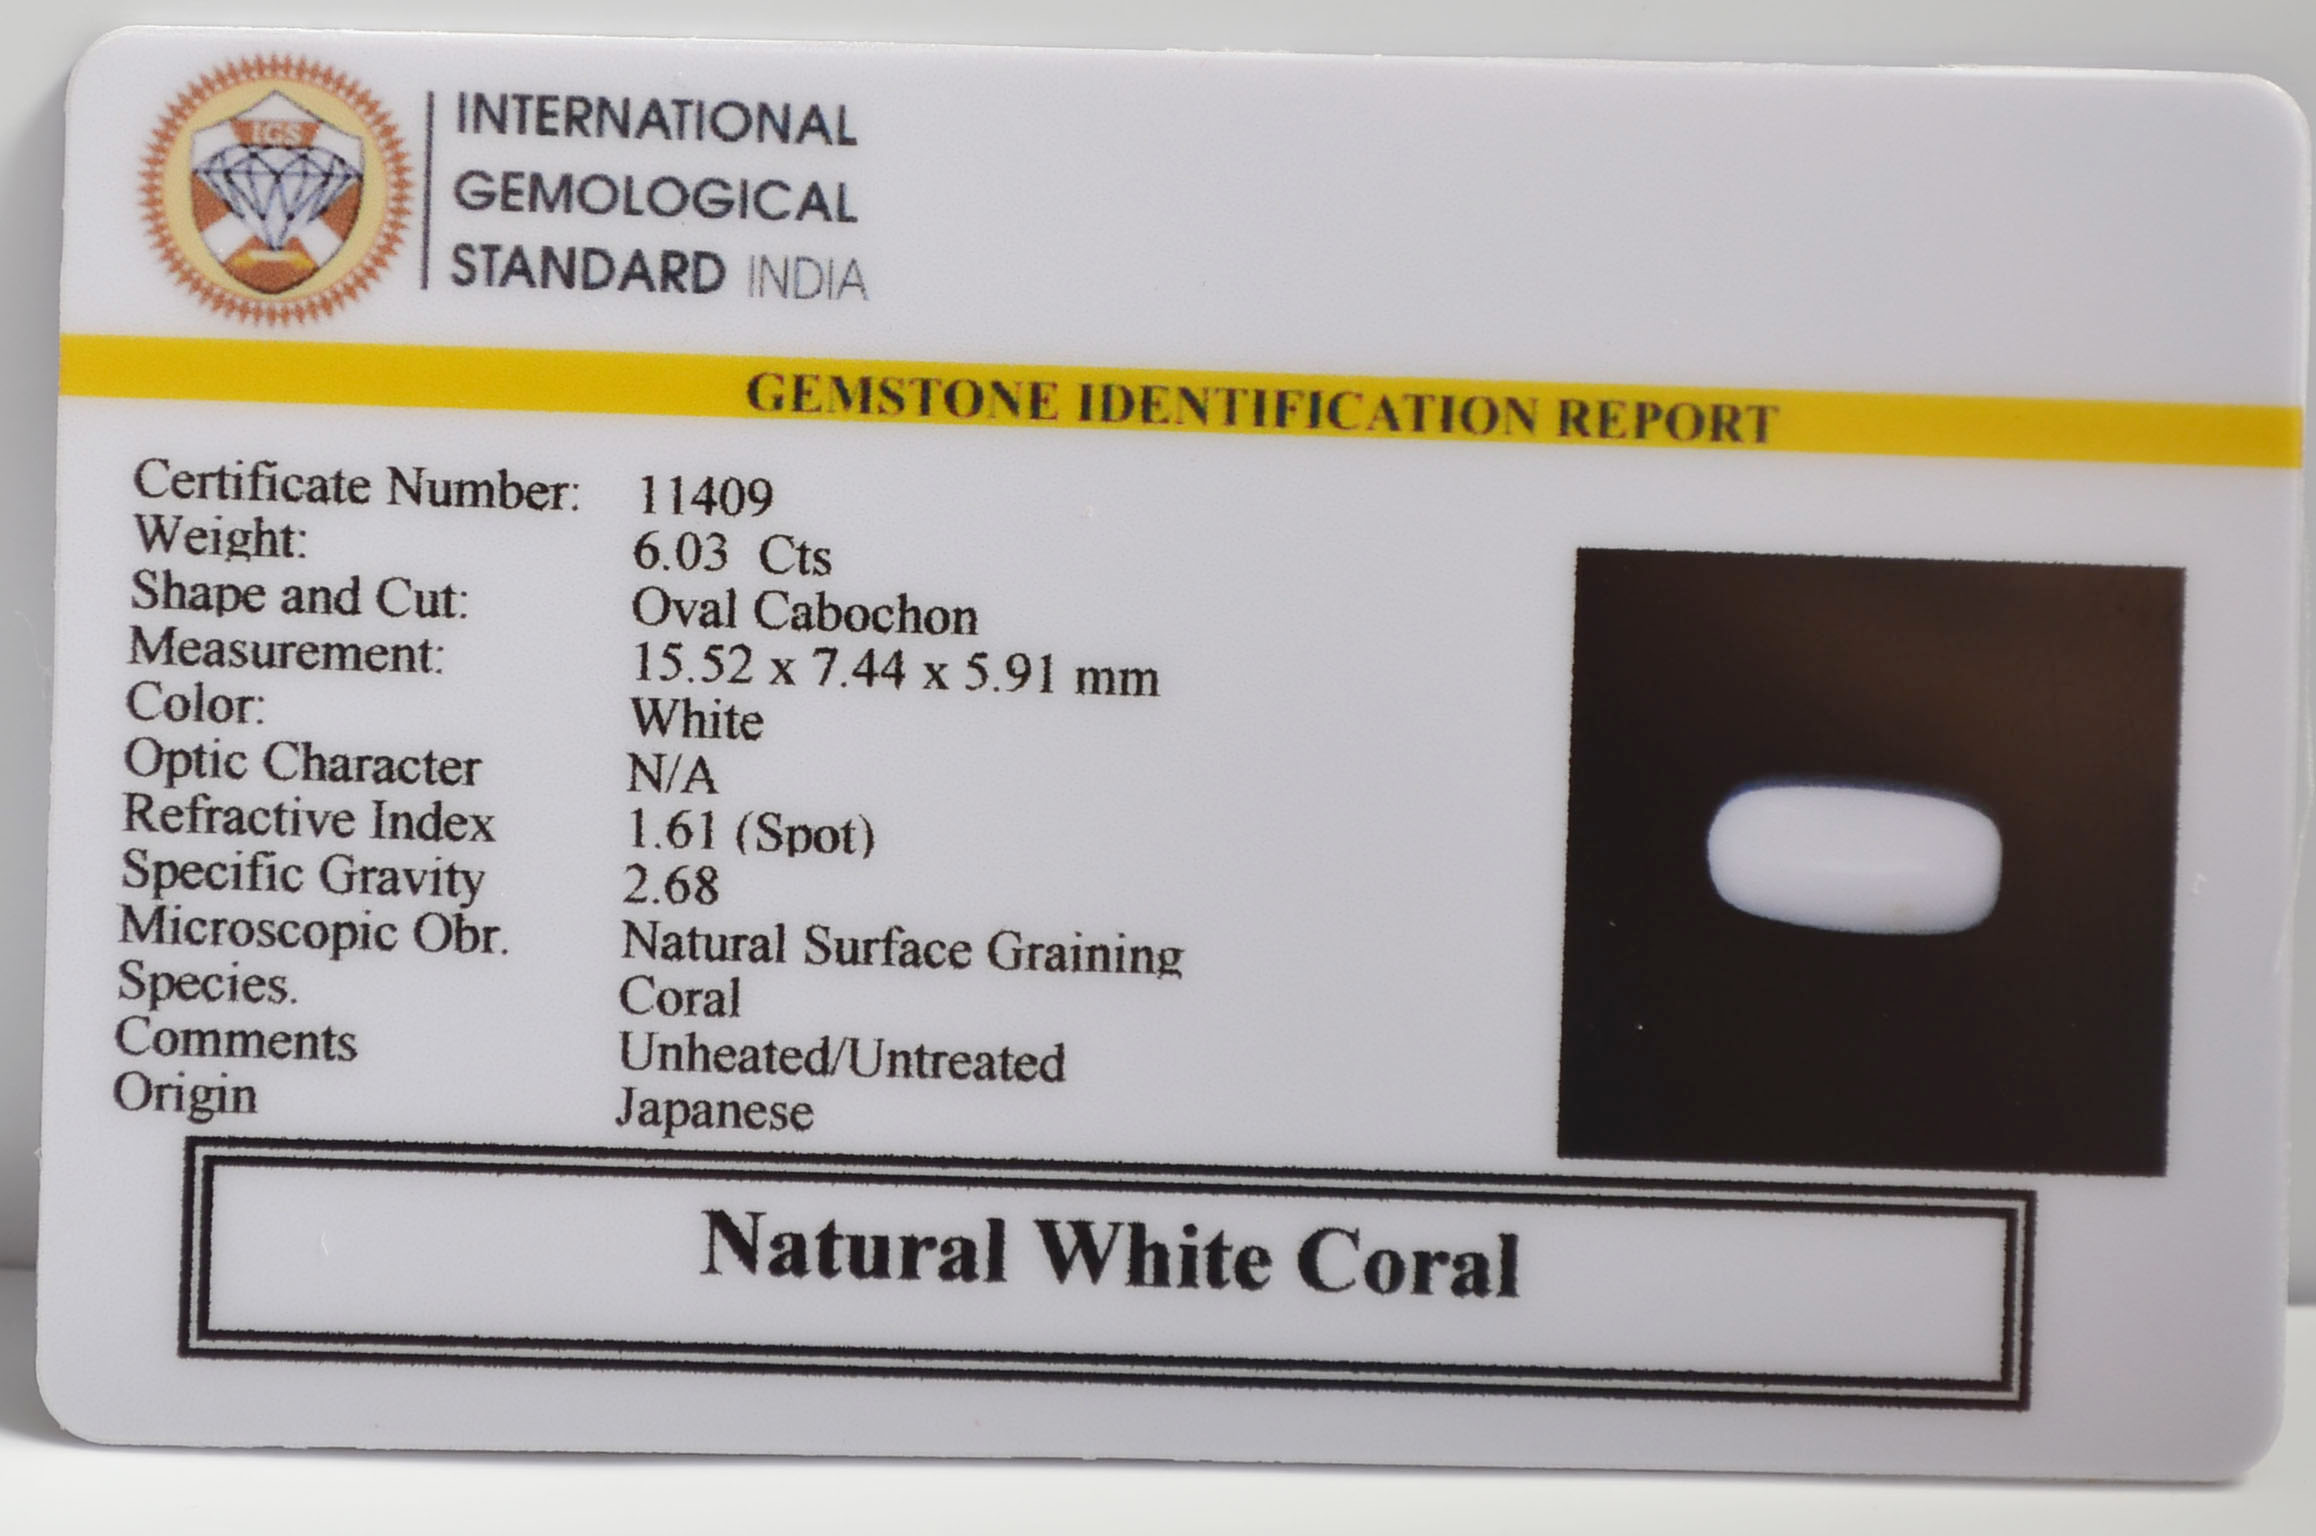 IGS
INTERNATIONAL
GEMOLOGICAL
STANDARD INDIA
GEMSTONE IDENTIFICATION REPORT
Certificate Number: 11409
Weight: 6.03 Cts
Shape and Cut: Oval Cabochon
Measurement: 15.52 x 7.44 x 5.91 mm
Color: White
Optic Character N/A
Refractive Index 1.61 (Spot)
Specific Gravity 2.68
Microscopic Obr. Natural Surface Graining
Species. Coral
Comments Unheated/Untreated
Origin Japanese
Natural White Coral